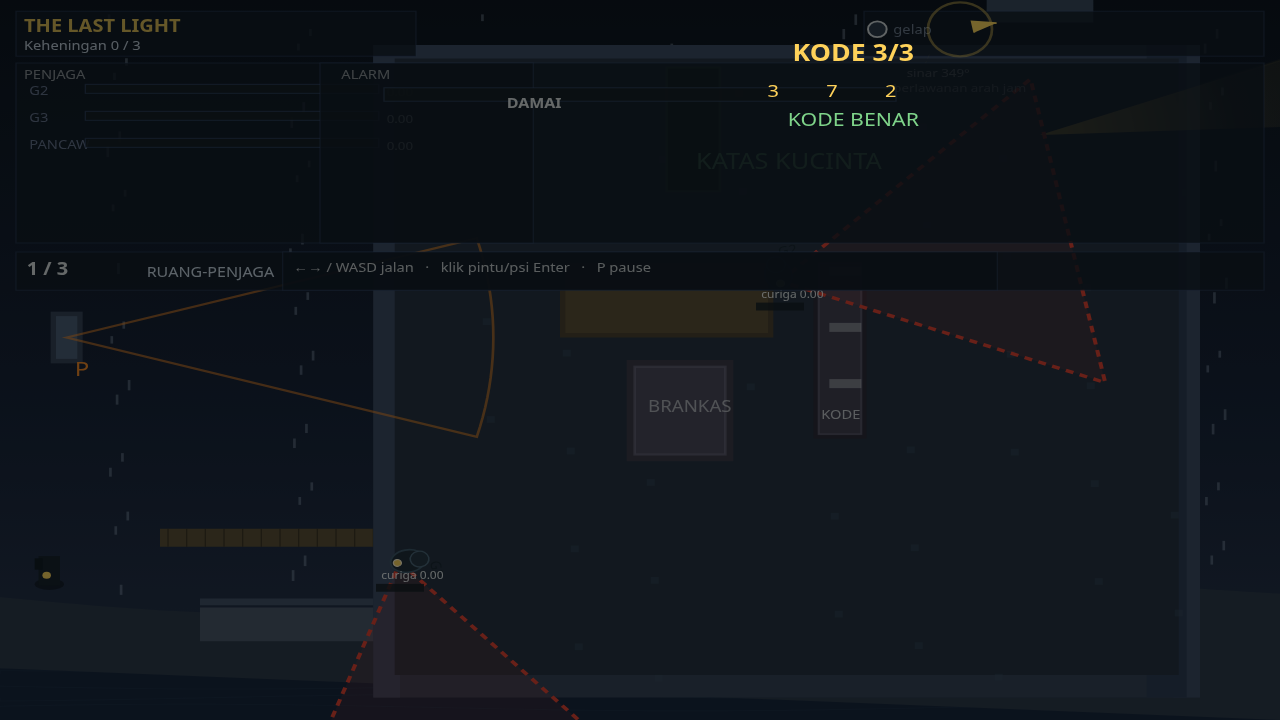 THE LAST LIGHT
Keheningan 0 / 3
gelap
KODE 3/3
PENJAGA
ALARM
sinar 349°
G2
3 7 2
DAMAI
G3
0.00
KODE BENAR
PANCAW
0.00
KATAS KUCINTA
1 / 3
RUANG-PENJAGA
←→ / WASD jalan · klik pintu/psi Enter · P pause
curiga 0.00
P
BRANKAS
KODE
curiga 0.00